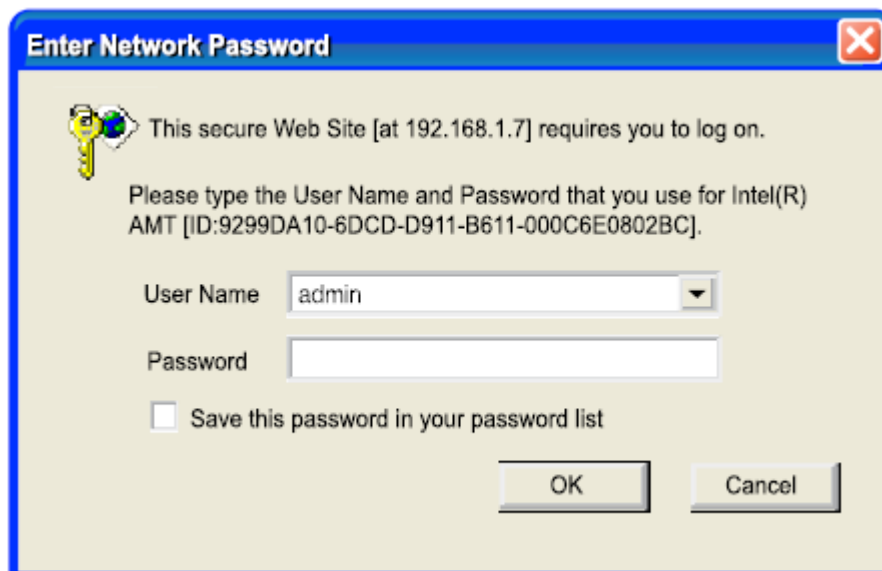 Enter Network Password
This secure Web Site [at 192.168.1.7] requires you to log on.
Please type the User Name and Password that you use for Intel(R)
AMT [ID:9299DA10-6DCD-D911-B611-000C6E0802BC].
User Name
admin
Password
Save this password in your password list
OK
Cancel